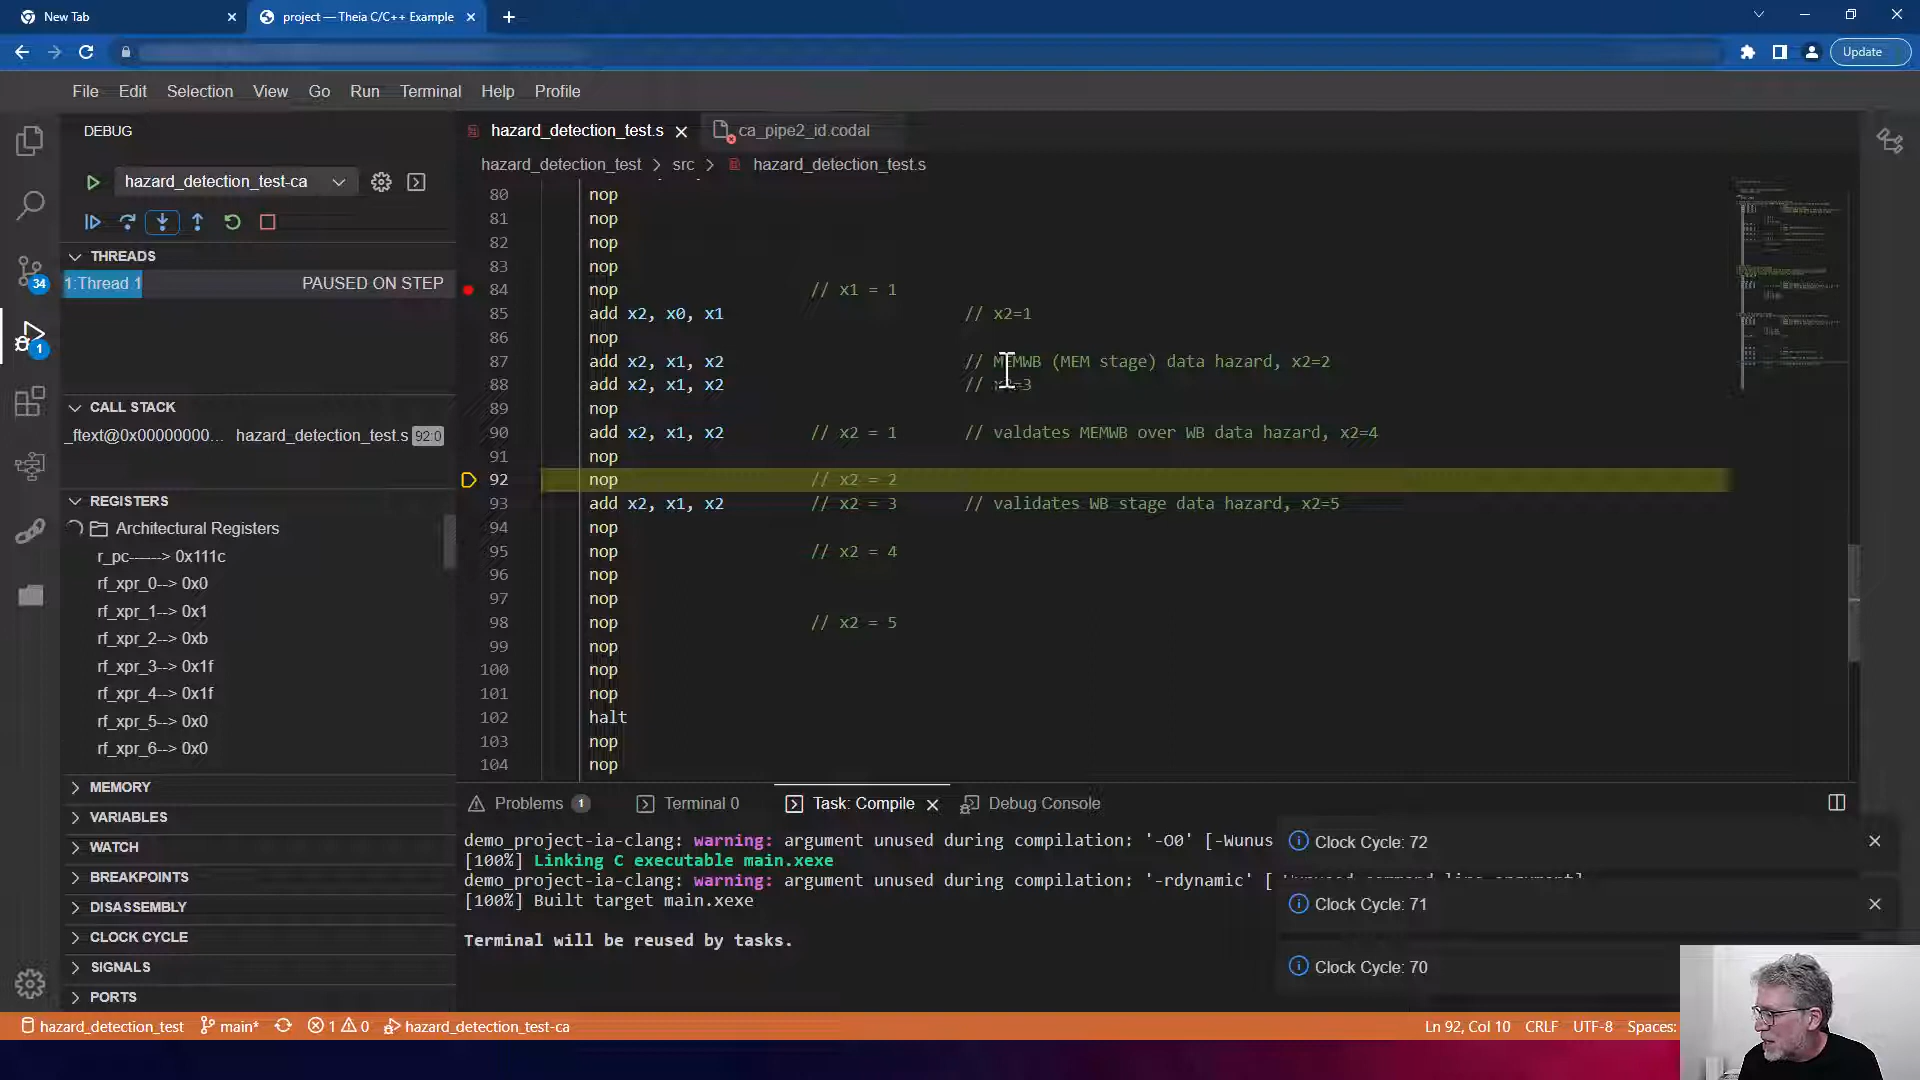 New Tab
project — Theia C/C++ Example
Update
File Edit Selection View Go Run Terminal Help Profile
DEBUG
hazard_detection_test-ca
THREADS
1:Thread 1 PAUSED ON STEP
CALL STACK
_ftext@0x00000000... hazard_detection_test.s 92:0
REGISTERS
Architectural Registers
r_pc------> 0x111c
rf_xpr_0--> 0x0
rf_xpr_1--> 0x1
rf_xpr_2--> 0xb
rf_xpr_3--> 0x1f
rf_xpr_4--> 0x1f
rf_xpr_5--> 0x0
rf_xpr_6--> 0x0
MEMORY
VARIABLES
WATCH
BREAKPOINTS
DISASSEMBLY
CLOCK CYCLE
SIGNALS
PORTS
34
1
hazard_detection_test.s ca_pipe2_id.codal
hazard_detection_test > src > hazard_detection_test.s
80 nop
81 nop
82 nop
83 nop
84 nop // x1 = 1
85 add x2, x0, x1 // x2=1
86 nop
87 add x2, x1, x2 // MEMWB (MEM stage) data hazard, x2=2
88 add x2, x1, x2 // x2=3
89 nop
90 add x2, x1, x2 // x2 = 1 // valdates MEMWB over WB data hazard, x2=4
91 nop
92 nop // x2 = 2
93 add x2, x1, x2 // x2 = 3 // validates WB stage data hazard, x2=5
94 nop
95 nop // x2 = 4
96 nop
97 nop
98 nop // x2 = 5
99 nop
100 nop
101 nop
102 halt
103 nop
104 nop
Problems 1 Terminal 0 Task: Compile Debug Console
demo_project-ia-clang: warning: argument unused during compilation: '-O0' [-Wunus
[100%] Linking C executable main.xexe
demo_project-ia-clang: warning: argument unused during compilation: '-rdynamic' [
[100%] Built target main.xexe
Terminal will be reused by tasks.
Clock Cycle: 72
Clock Cycle: 71
Clock Cycle: 70
hazard_detection_test main* 1 0 hazard_detection_test-ca
Ln 92, Col 10 CRLF UTF-8 Spaces: